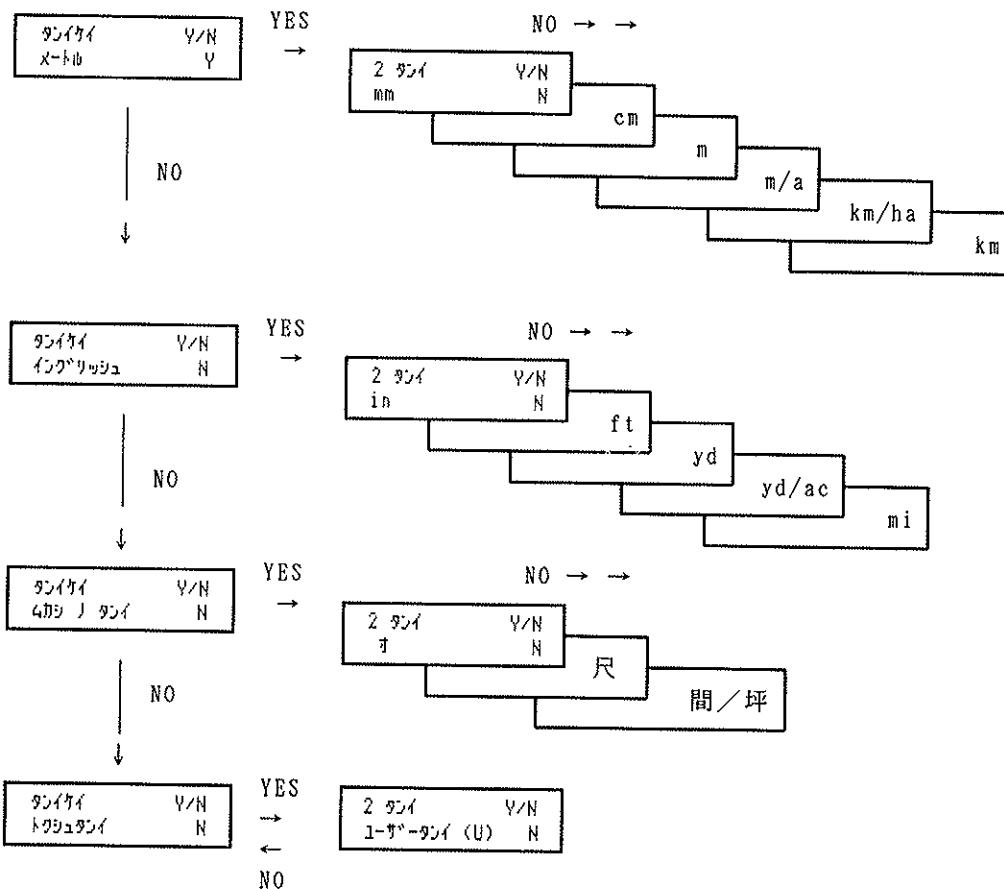 YES
NO → →
タンイケイ Y/N
メートル Y
→
2 タンイ Y/N
mm N
cm
m
m/a
km/ha
km
NO
↓
YES
NO → →
タンイケイ Y/N
イングリッシュ N
→
2 タンイ Y/N
in N
ft
yd
yd/ac
mi
NO
↓
YES
NO → →
タンイケイ Y/N
ムカシ ノ タンイ N
→
2 タンイ Y/N
寸 N
尺
間/坪
NO
↓
YES
タンイケイ Y/N
トクシュタンイ N
→
←
2 タンイ Y/N
ユーザータンイ (U) N
NO